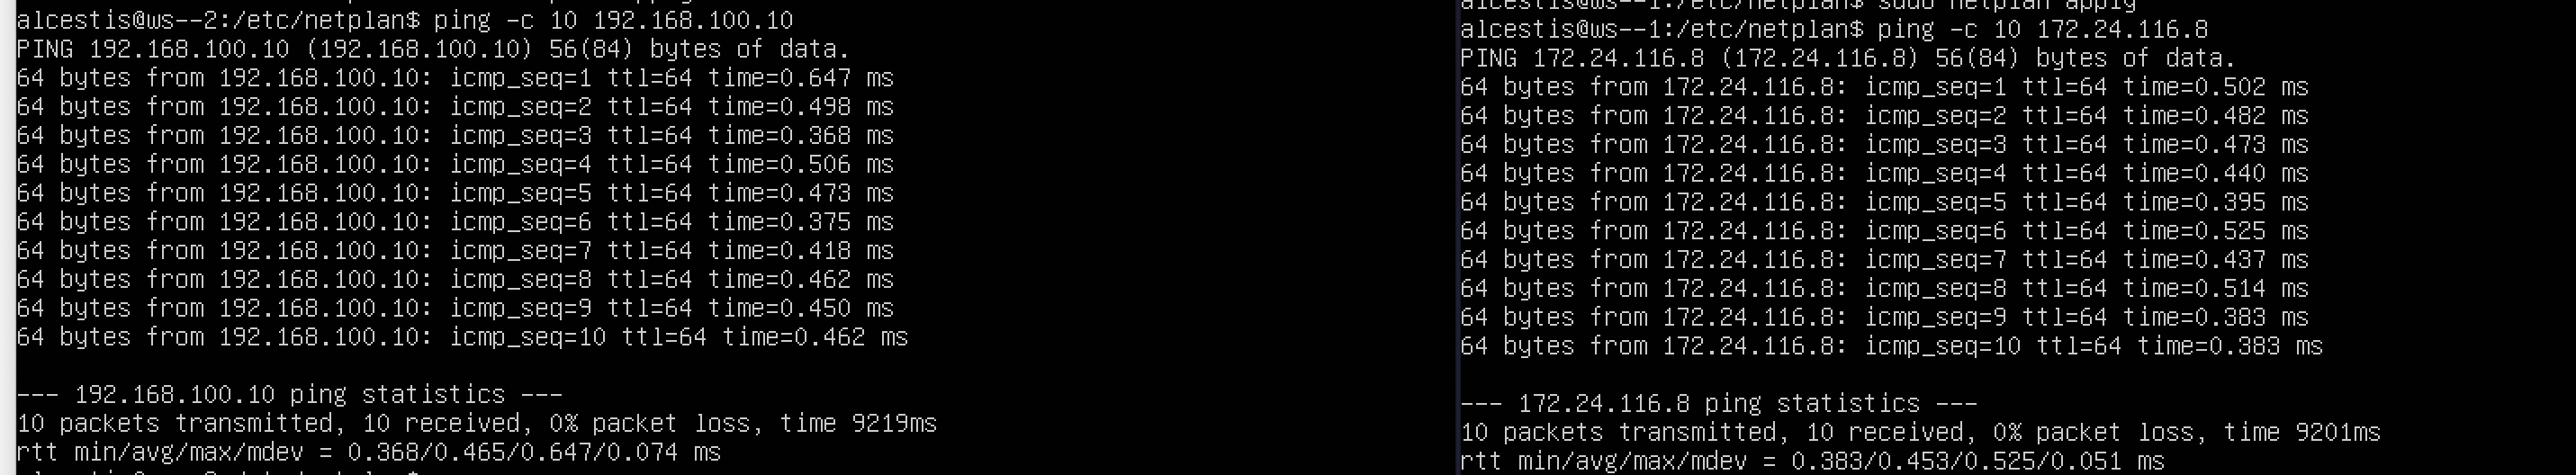 alcestis@ws--2:/etc/netplan$ ping -c 10 192.168.100.10
PING 192.168.100.10 (192.168.100.10) 56(84) bytes of data.
64 bytes from 192.168.100.10: icmp_seq=1 ttl=64 time=0.647 ms
64 bytes from 192.168.100.10: icmp_seq=2 ttl=64 time=0.498 ms
64 bytes from 192.168.100.10: icmp_seq=3 ttl=64 time=0.368 ms
64 bytes from 192.168.100.10: icmp_seq=4 ttl=64 time=0.506 ms
64 bytes from 192.168.100.10: icmp_seq=5 ttl=64 time=0.473 ms
64 bytes from 192.168.100.10: icmp_seq=6 ttl=64 time=0.375 ms
64 bytes from 192.168.100.10: icmp_seq=7 ttl=64 time=0.418 ms
64 bytes from 192.168.100.10: icmp_seq=8 ttl=64 time=0.462 ms
64 bytes from 192.168.100.10: icmp_seq=9 ttl=64 time=0.450 ms
64 bytes from 192.168.100.10: icmp_seq=10 ttl=64 time=0.462 ms
--- 192.168.100.10 ping statistics ---
10 packets transmitted, 10 received, 0% packet loss, time 9219ms
rtt min/avg/max/mdev = 0.368/0.465/0.647/0.074 ms
alcestis@ws--1:/etc/netplan$ sudo netplan apply
alcestis@ws--1:/etc/netplan$ ping -c 10 172.24.116.8
PING 172.24.116.8 (172.24.116.8) 56(84) bytes of data.
64 bytes from 172.24.116.8: icmp_seq=1 ttl=64 time=0.502 ms
64 bytes from 172.24.116.8: icmp_seq=2 ttl=64 time=0.482 ms
64 bytes from 172.24.116.8: icmp_seq=3 ttl=64 time=0.473 ms
64 bytes from 172.24.116.8: icmp_seq=4 ttl=64 time=0.440 ms
64 bytes from 172.24.116.8: icmp_seq=5 ttl=64 time=0.395 ms
64 bytes from 172.24.116.8: icmp_seq=6 ttl=64 time=0.525 ms
64 bytes from 172.24.116.8: icmp_seq=7 ttl=64 time=0.437 ms
64 bytes from 172.24.116.8: icmp_seq=8 ttl=64 time=0.514 ms
64 bytes from 172.24.116.8: icmp_seq=9 ttl=64 time=0.383 ms
64 bytes from 172.24.116.8: icmp_seq=10 ttl=64 time=0.383 ms
--- 172.24.116.8 ping statistics ---
10 packets transmitted, 10 received, 0% packet loss, time 9201ms
rtt min/avg/max/mdev = 0.383/0.453/0.525/0.051 ms